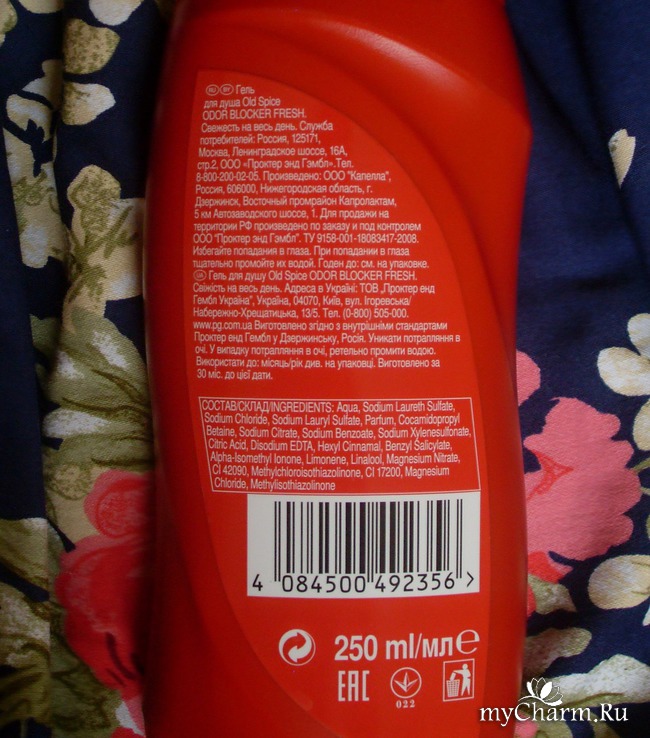 RU BY Гель
для душа Old Spice
ODOR BLOCKER FRESH.
Свежесть на весь день. Служба
потребителей: Россия, 125171,
Москва, Ленинградское шоссе, 16А,
стр.2, ООО «Проктер энд Гэмбл».Тел.
8-800-200-02-05. Произведено: ООО "Капелла",
Россия, 606000, Нижегородская область, г.
Дзержинск, Восточный промрайон Капролактам,
5 км Автозаводского шоссе, 1. Для продажи на
территории РФ произведено по заказу и под контролем
ООО "Проктер энд Гэмбл". ТУ 9158-001-18083417-2008.
Избегайте попадания в глаза. При попадании в глаза
тщательно промойте их водой. Годен до: см. на упаковке.
UA Гель для душу Old Spice ODOR BLOCKER FRESH.
Свіжість на весь день. Адреса в Україні: ТОВ „Проктер енд
Гембл Україна", Україна, 04070, Київ, вул. Ігоревська/
Набережно-Хрещатицька, 13/5. Тел. (0-800) 505-000.
www.pg.com.ua Виготовлено згідно з внутрішніми стандартами
Проктер енд Гембл у Дзержинську, Росія. Уникати потрапляння в
очі. У випадку потрапляння в очі, ретельно промити водою.
Використати до: місяць/рік див. на упаковці. Виготовлено за
30 міс. до цієї дати.
СОСТАВ/СКЛАД/INGREDIENTS: Aqua, Sodium Laureth Sulfate,
Sodium Chloride, Sodium Lauryl Sulfate, Parfum, Cocamidopropyl
Betaine, Sodium Citrate, Sodium Benzoate, Sodium Xylenesulfonate,
Citric Acid, Disodium EDTA, Hexyl Cinnamal, Benzyl Salicylate,
Alpha-Isomethyl Ionone, Limonene, Linalool, Magnesium Nitrate,
CI 42090, Methylchloroisothiazolinone, CI 17200, Magnesium
Chloride, Methylisothiazolinone
4 084500 492356 >
250 ml/мл e
EAC
022
myCharm.Ru